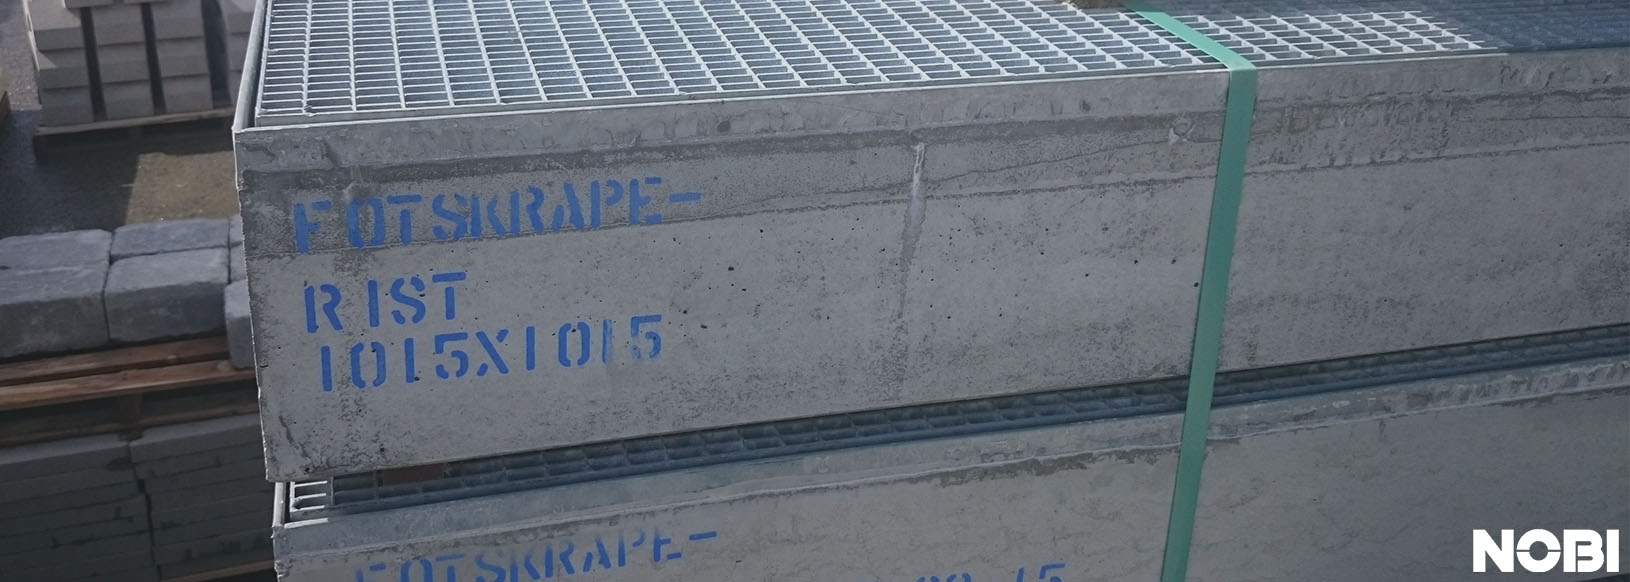 FOTSKRAPE-
RIST
1015X1015
FOTSKRAPE-
NOBI